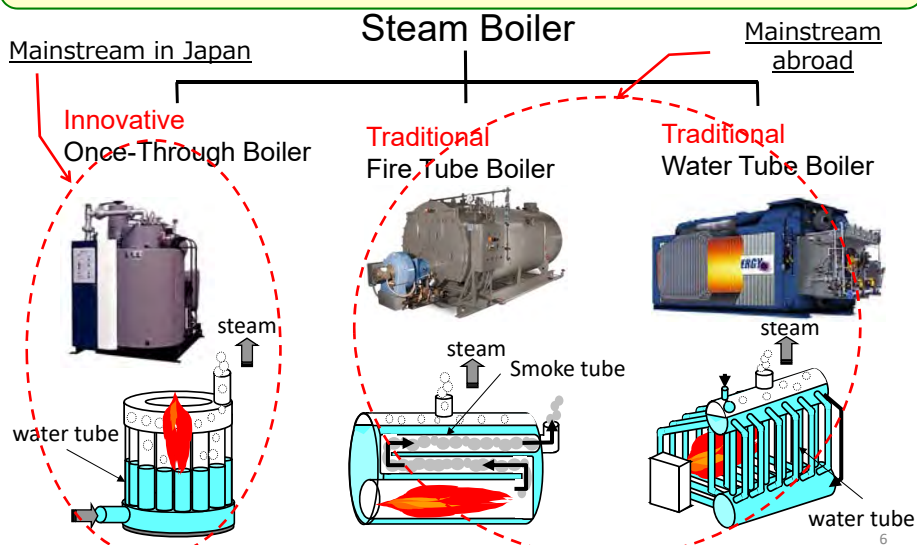 Steam Boiler
Mainstream in Japan
Mainstream
abroad
Innovative
Once-Through Boiler
Traditional
Fire Tube Boiler
Traditional
Water Tube Boiler
ERGY
steam
water tube
steam
Smoke tube
steam
water tube
6